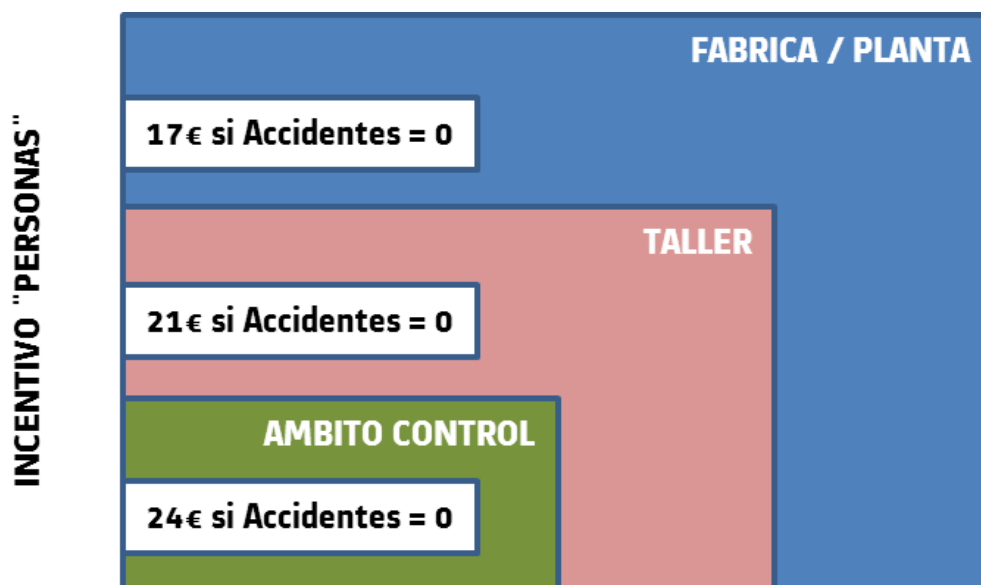 INCENTIVO "PERSONAS"
FABRICA / PLANTA
17€ si Accidentes = 0
TALLER
21€ si Accidentes = 0
AMBITO CONTROL
24€ si Accidentes = 0